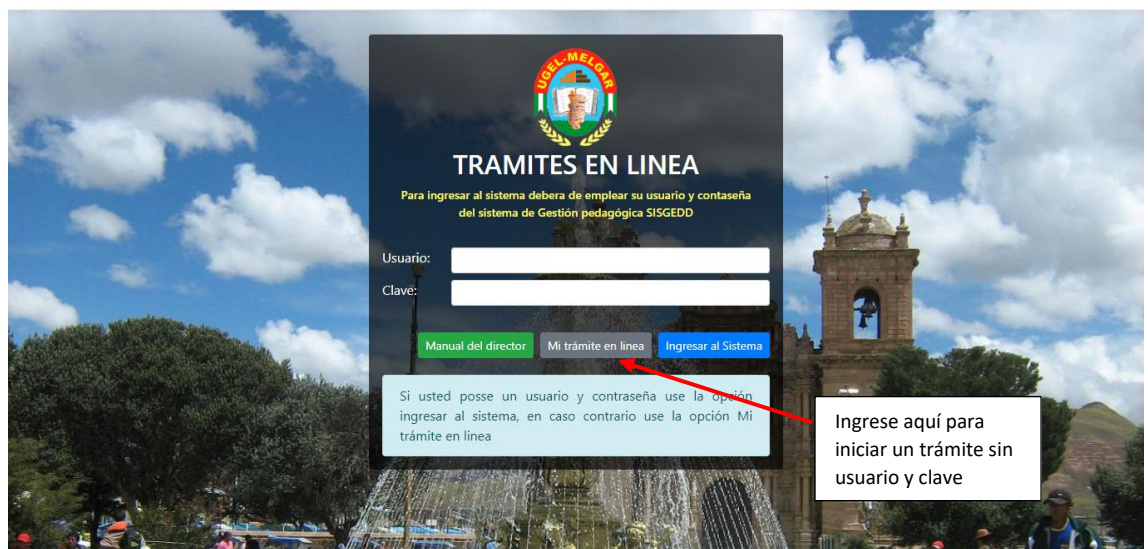 UGEL-MELGAR
TRAMITES EN LINEA
Para ingresar al sistema debera de emplear su usuario y contaseña
del sistema de Gestión pedagógica SISGEDD
Usuario:
Clave:
Manual del director
Mi trámite en linea
Ingresar al Sistema
Si usted posse un usuario y contraseña use la opción
ingresar al sistema, en caso contrario use la opción Mi
trámite en linea
Ingrese aquí para
iniciar un trámite sin
usuario y clave